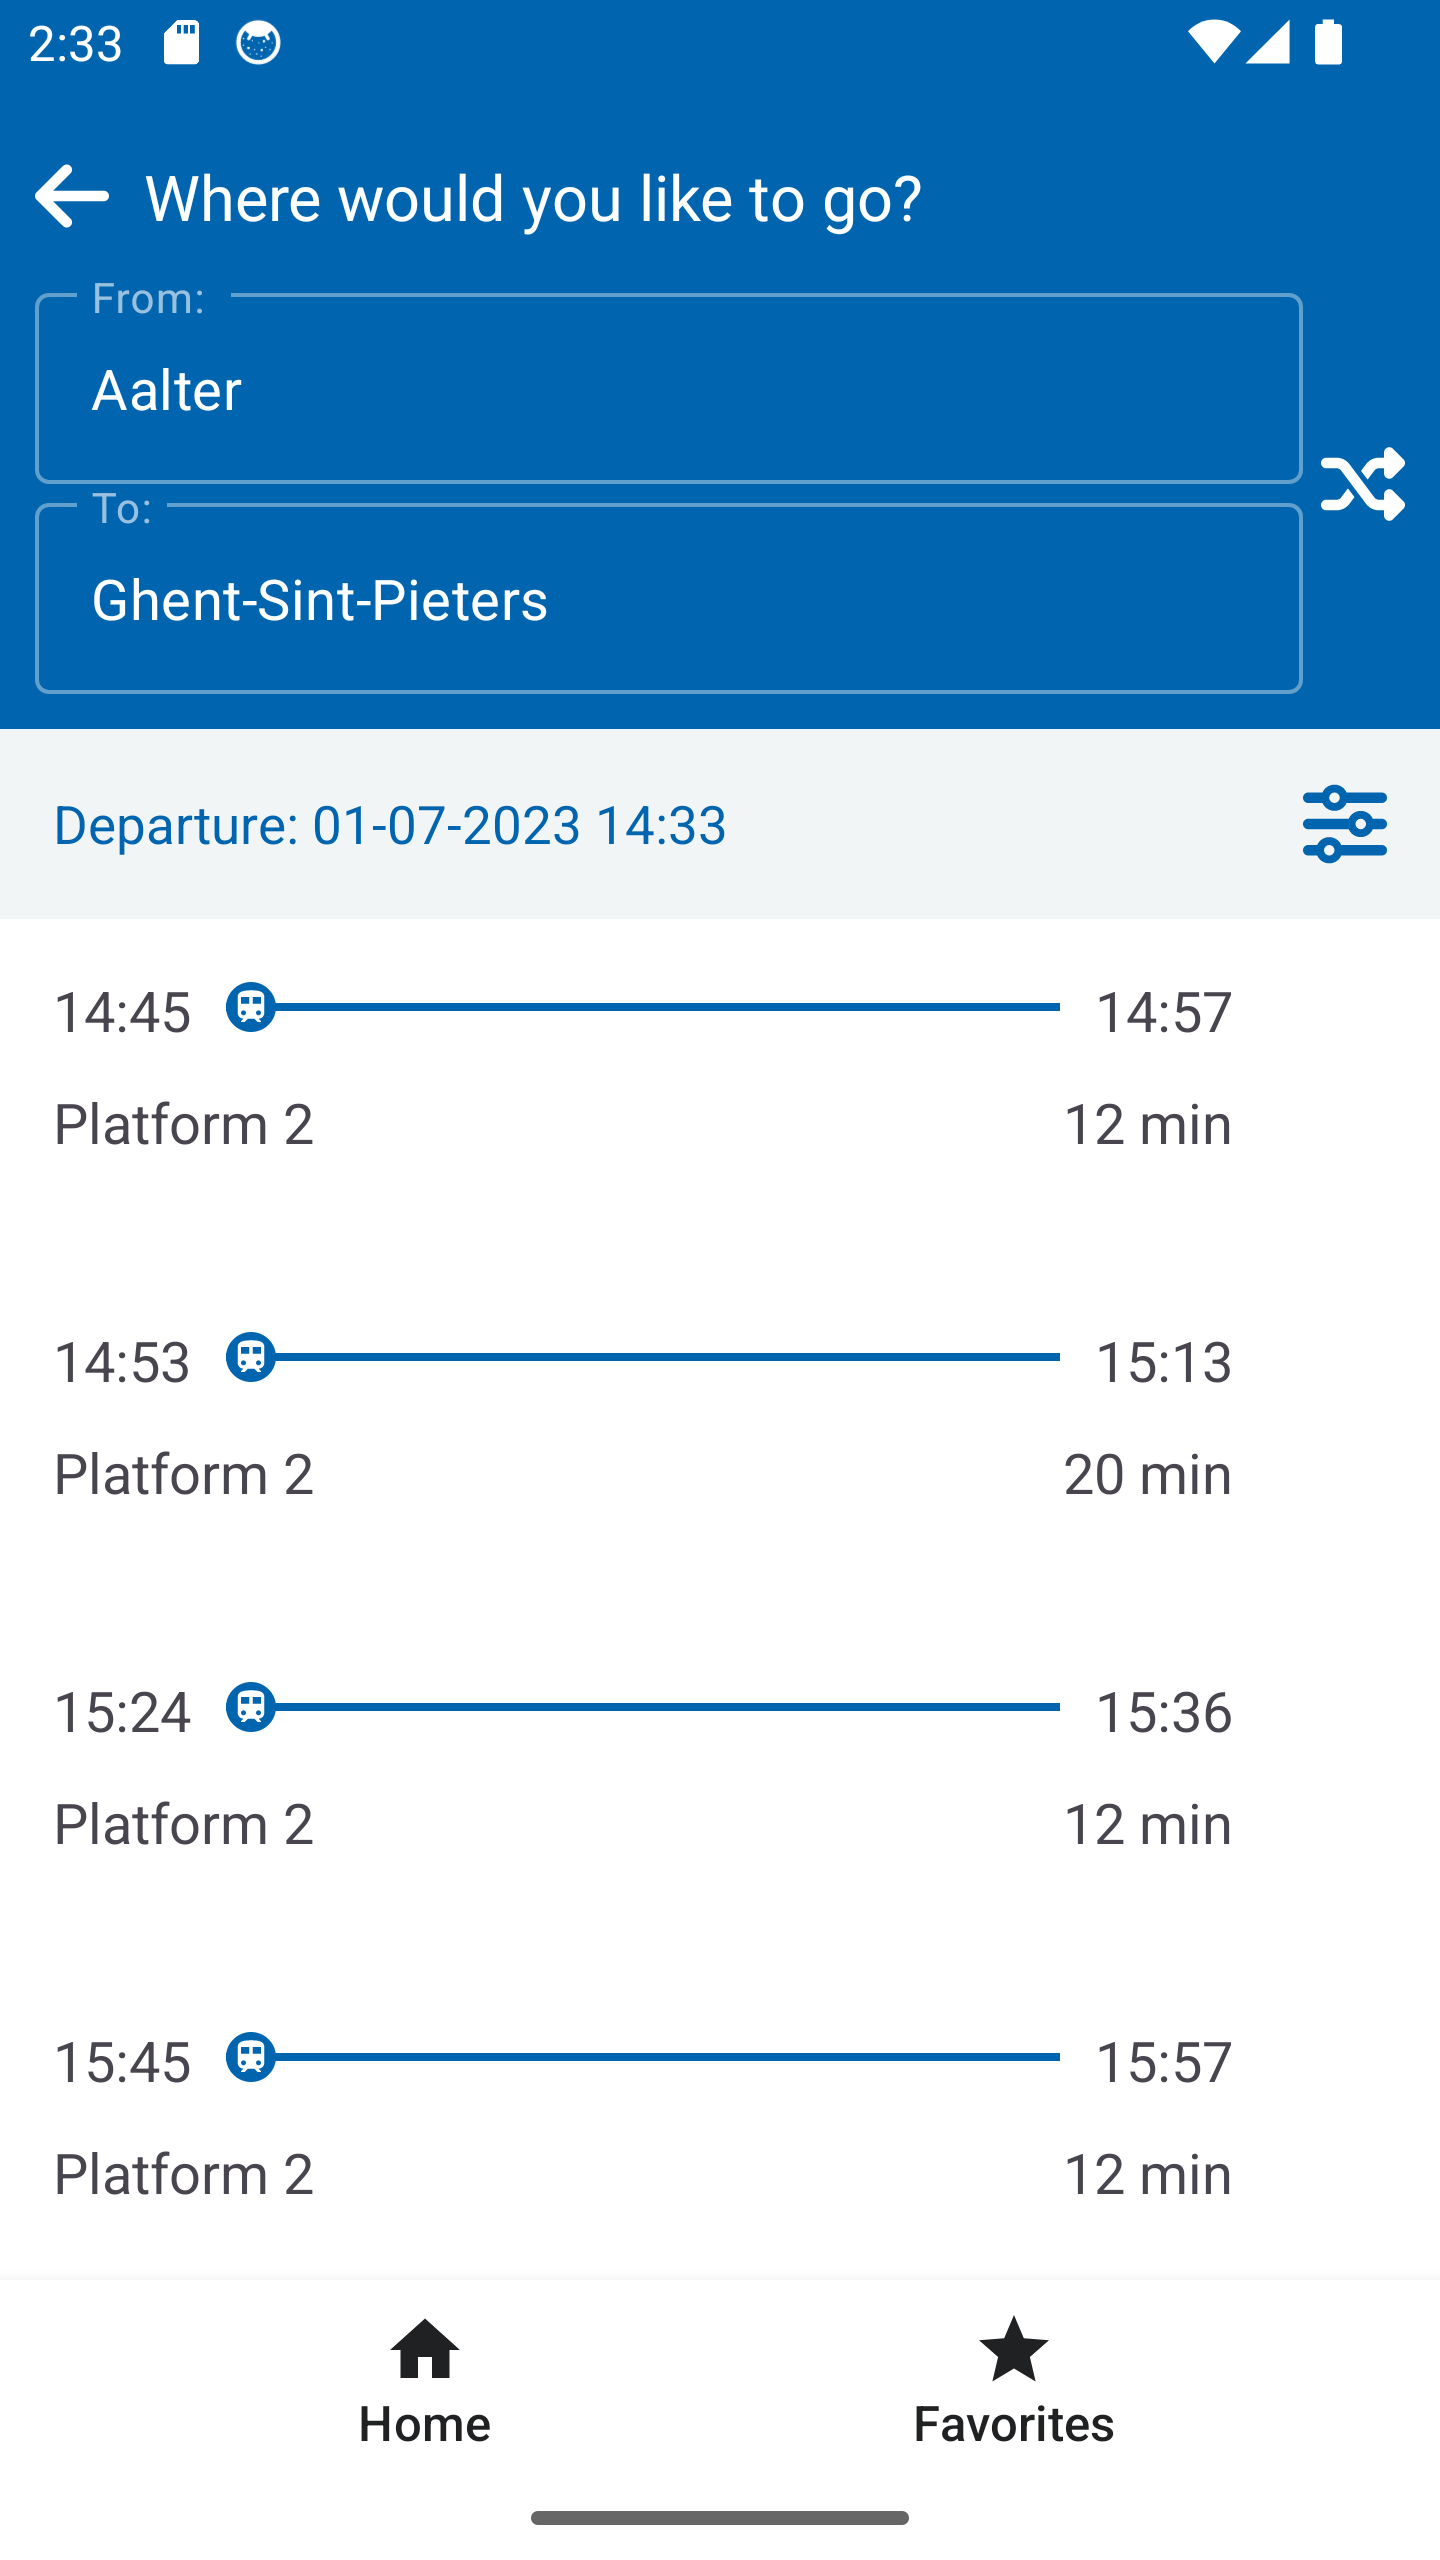 2:33
Where would you like to go?
From:
Aalter
To:
Ghent-Sint-Pieters
Departure: 01-07-2023 14:33
14:45 14:57
Platform 2 12 min
14:53 15:13
Platform 2 20 min
15:24 15:36
Platform 2 12 min
15:45 15:57
Platform 2 12 min
Home Favorites